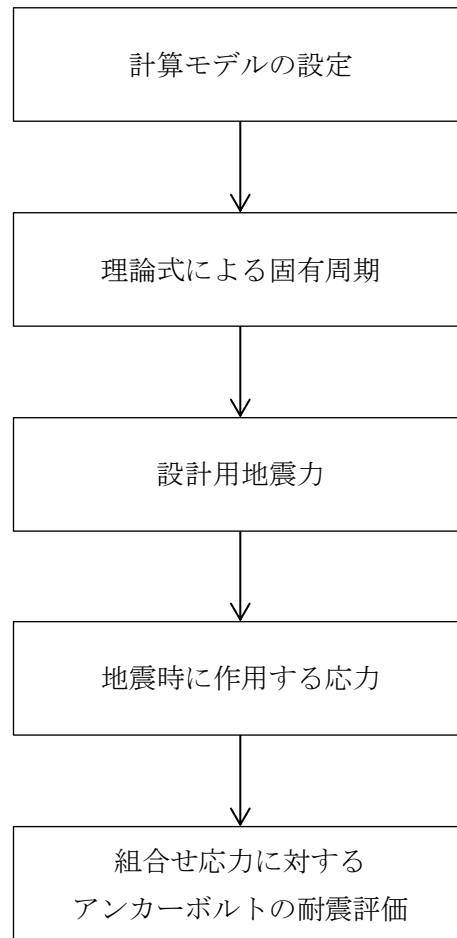 計算モデルの設定
理論式による固有周期
設計用地震力
地震時に作用する応力
組合せ応力に対する
アンカーボルトの耐震評価